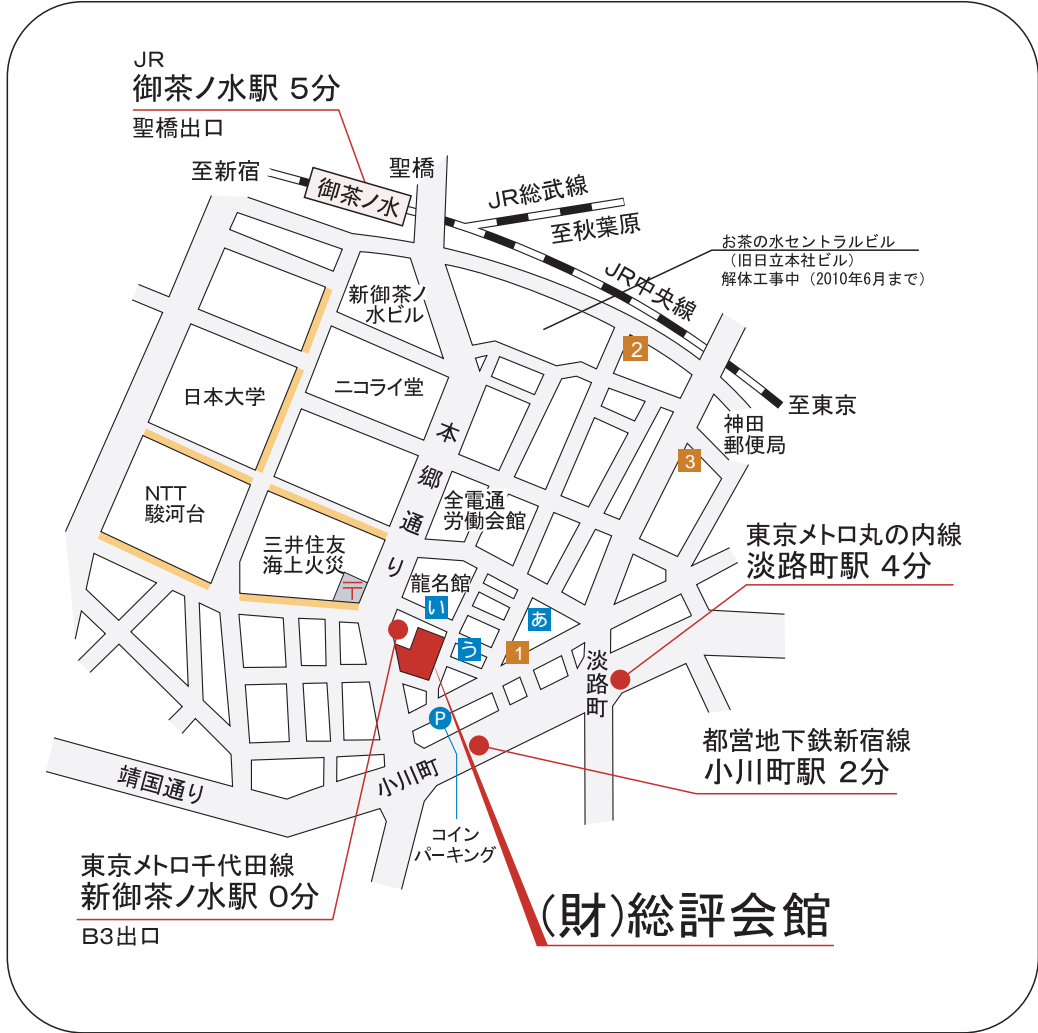 JR
御茶ノ水駅 5分
聖橋出口
至新宿
御茶ノ水
聖橋
JR総武線
至秋葉原
お茶の水セントラルビル
(旧日立本社ビル)
解体工事中 (2010年6月まで)
JR中央線
新御茶ノ
水ビル
2
ニコライ堂
日本大学
至東京
神田
郵便局
3
本郷通り
全電通
労働会館
NTT
駿河台
三井住友
海上火災
〒
龍名館
い
あ
う
1
東京メトロ丸の内線
淡路町駅 4分
淡路町
P
都営地下鉄新宿線
小川町駅 2分
靖国通り
小川町
コイン
パーキング
東京メトロ千代田線
新御茶ノ水駅 0分
B3出口
(財)総評会館